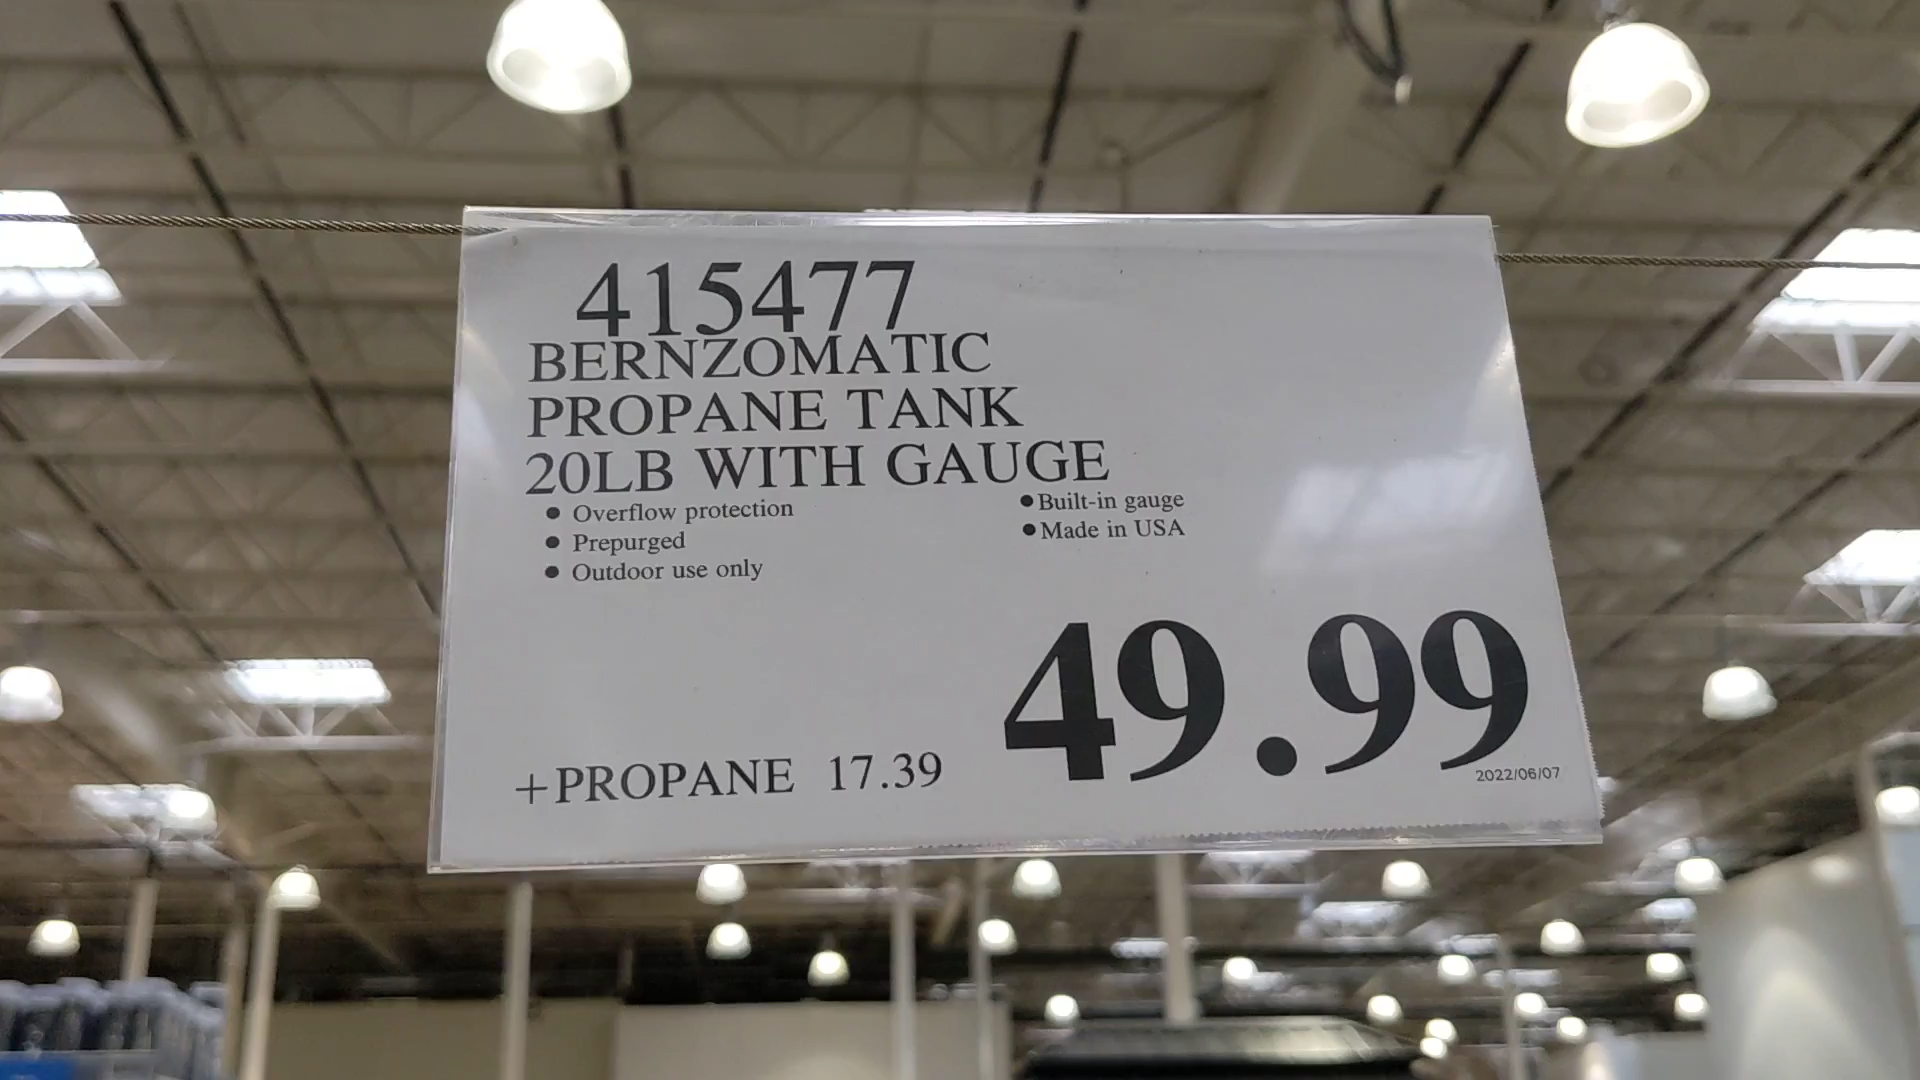 415477
BERNZOMATIC
PROPANE TANK
20LB WITH GAUGE
● Overflow protection
● Prepurged
● Outdoor use only
● Built-in gauge
● Made in USA
49.99
+PROPANE 17.39
2022/06/07